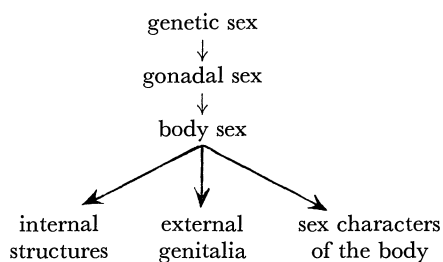 genetic sex
gonadal sex
body sex
internal structures
external genitalia
sex characters of the body